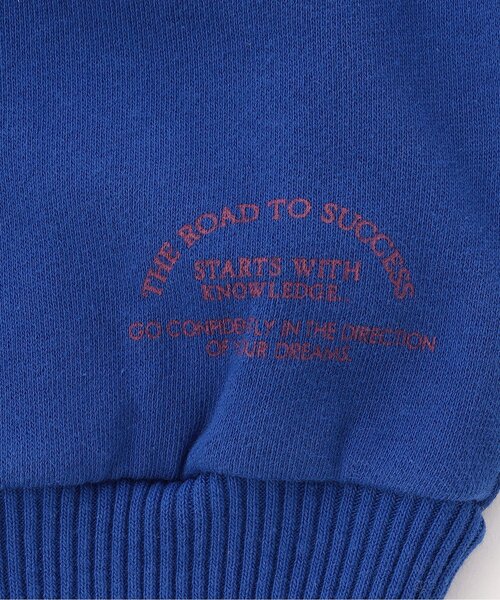 THE ROAD TO SUCCESS
STARTS WITH
KNOWLEDGE..
GO CONFIDENTLY IN THE DIRECTION
OF YOUR DREAMS.